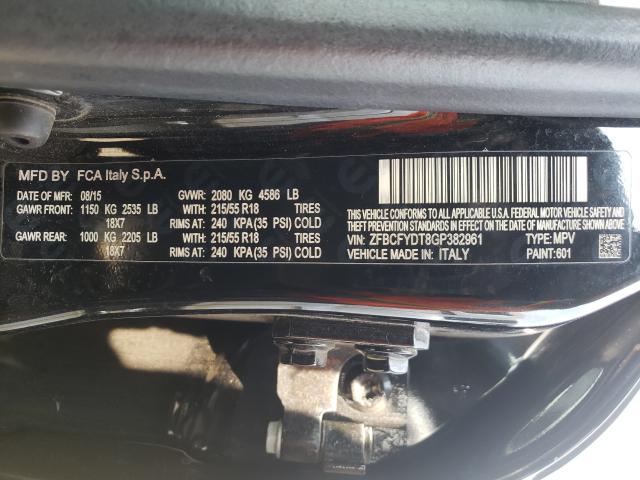 MFD BY FCA Italy S.p.A.
DATE OF MFR 08/15 GVWR: 2080 KG 4586 LB
GAWR FRONT: 1150 KG 2535 LB WITH: 215/55 R18 TIRES
18X7 RIMS AT: 240 KPA(35 PSI) COLD
GAWR REAR: 1000 KG 2205 LB WITH: 215/55 R18 TIRES
18X7 RIMS AT: 240 KPA(35 PSI) COLD
THIS VEHICLE CONFORMS TO ALL APPLICABLE U.S.A. FEDERAL MOTOR VEHICLE SAFETY
AND THEFT PREVENTION STANDARDS IN EFFECT ON THE DATE OF MANUFACTURE SHOWN ABOVE
VIN: ZFBCFYDT8GP382961 TYPE: MPV
VEHICLE MADE IN: ITALY PAINT: 601